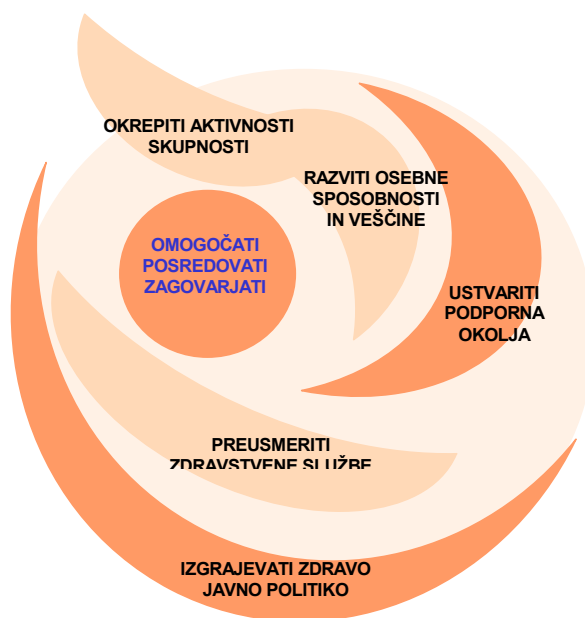 OKREPITI AKTIVNOSTI
SKUPNOSTI
RAZVITI OSEBNE
SPOSOBNOSTI
IN VEŠČINE
OMOGOČATI
POSREDOVATI
ZAGOVARJATI
USTVARITI
PODPORNA
OKOLJA
PREUSMERITI
ZDRAVSTVENE SLUŽBE
IZGRAJEVATI ZDRAVO
JAVNO POLITIKO